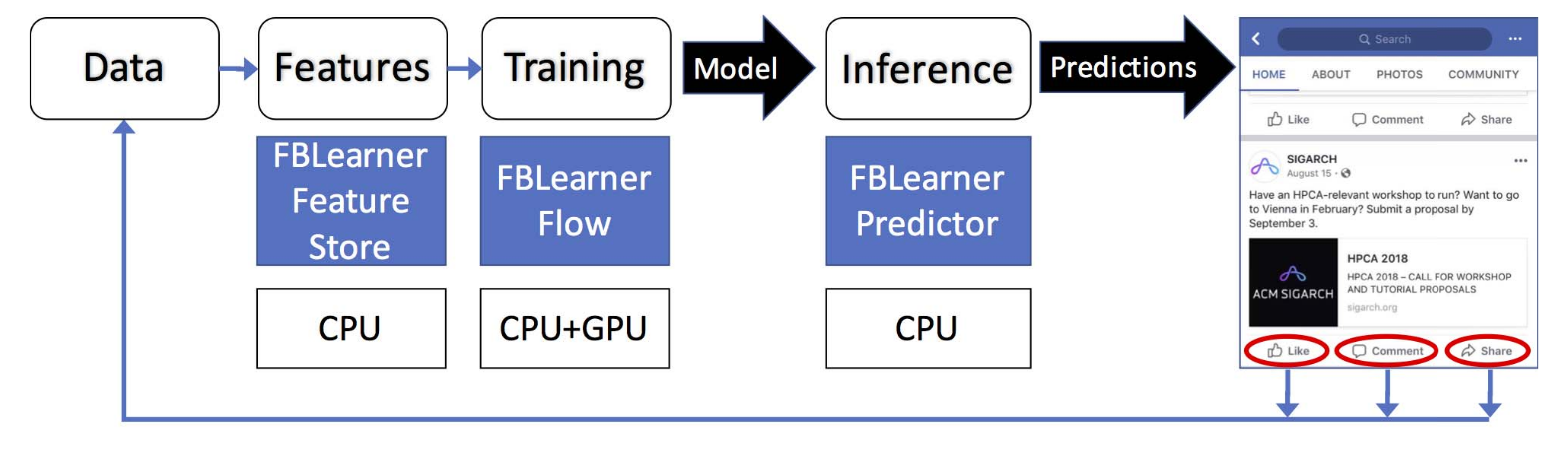 Data
Features
Training
Model
Inference
Predictions
FBLearner
Feature
Store
FBLearner
Flow
FBLearner
Predictor
CPU
CPU+GPU
CPU
Search
HOME ABOUT PHOTOS COMMUNITY
Like Comment Share
SIGARCH
August 15 ·
Have an HPCA-relevant workshop to run? Want to go
to Vienna in February? Submit a proposal by
September 3.
ACM SIGARCH
HPCA 2018
HPCA 2018 – CALL FOR WORKSHOP
AND TUTORIAL PROPOSALS
sigarch.org
Like Comment Share